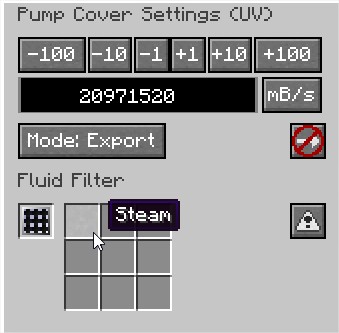 Pump Cover Settings (UV)
-100 -10 -1 +1 +10 +100
20971520 mB/s
Mode: Export
Fluid Filter
Steam